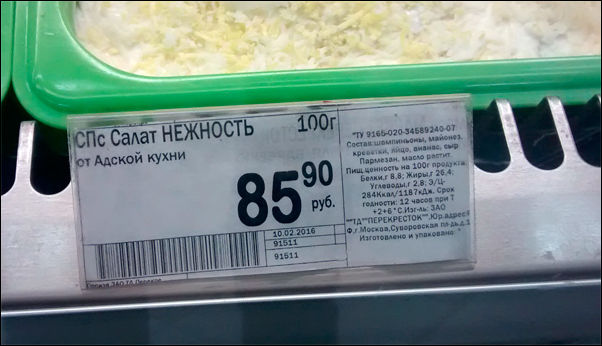 СПс Салат НЕЖНОСТЬ 100г
от Адской кухни
85 90
руб.
10.02.2016
91511
91511
"ТУ 9165-020-34589240-07
Состав:шампиньоны, майонез,
креветки, яйцо, ананас, сыр
Пармезан, масло растит.
Пищ.ценность на 100г продукта
Белки,г 8,8; Жиры,г 26,4;
Углеводы,г 2,8; Э/Ц-
284Ккал/1187кДж. Срок
годности: 12 часов при Т
+2+6°С.Изг-ль: ЗАО
""ТД""ПЕРЕКРЕСТОК"",Юр.адрес:Р
Ф,г.Москва,Суворовская пл-дь,д.1
Изготовлено и упаковано: "